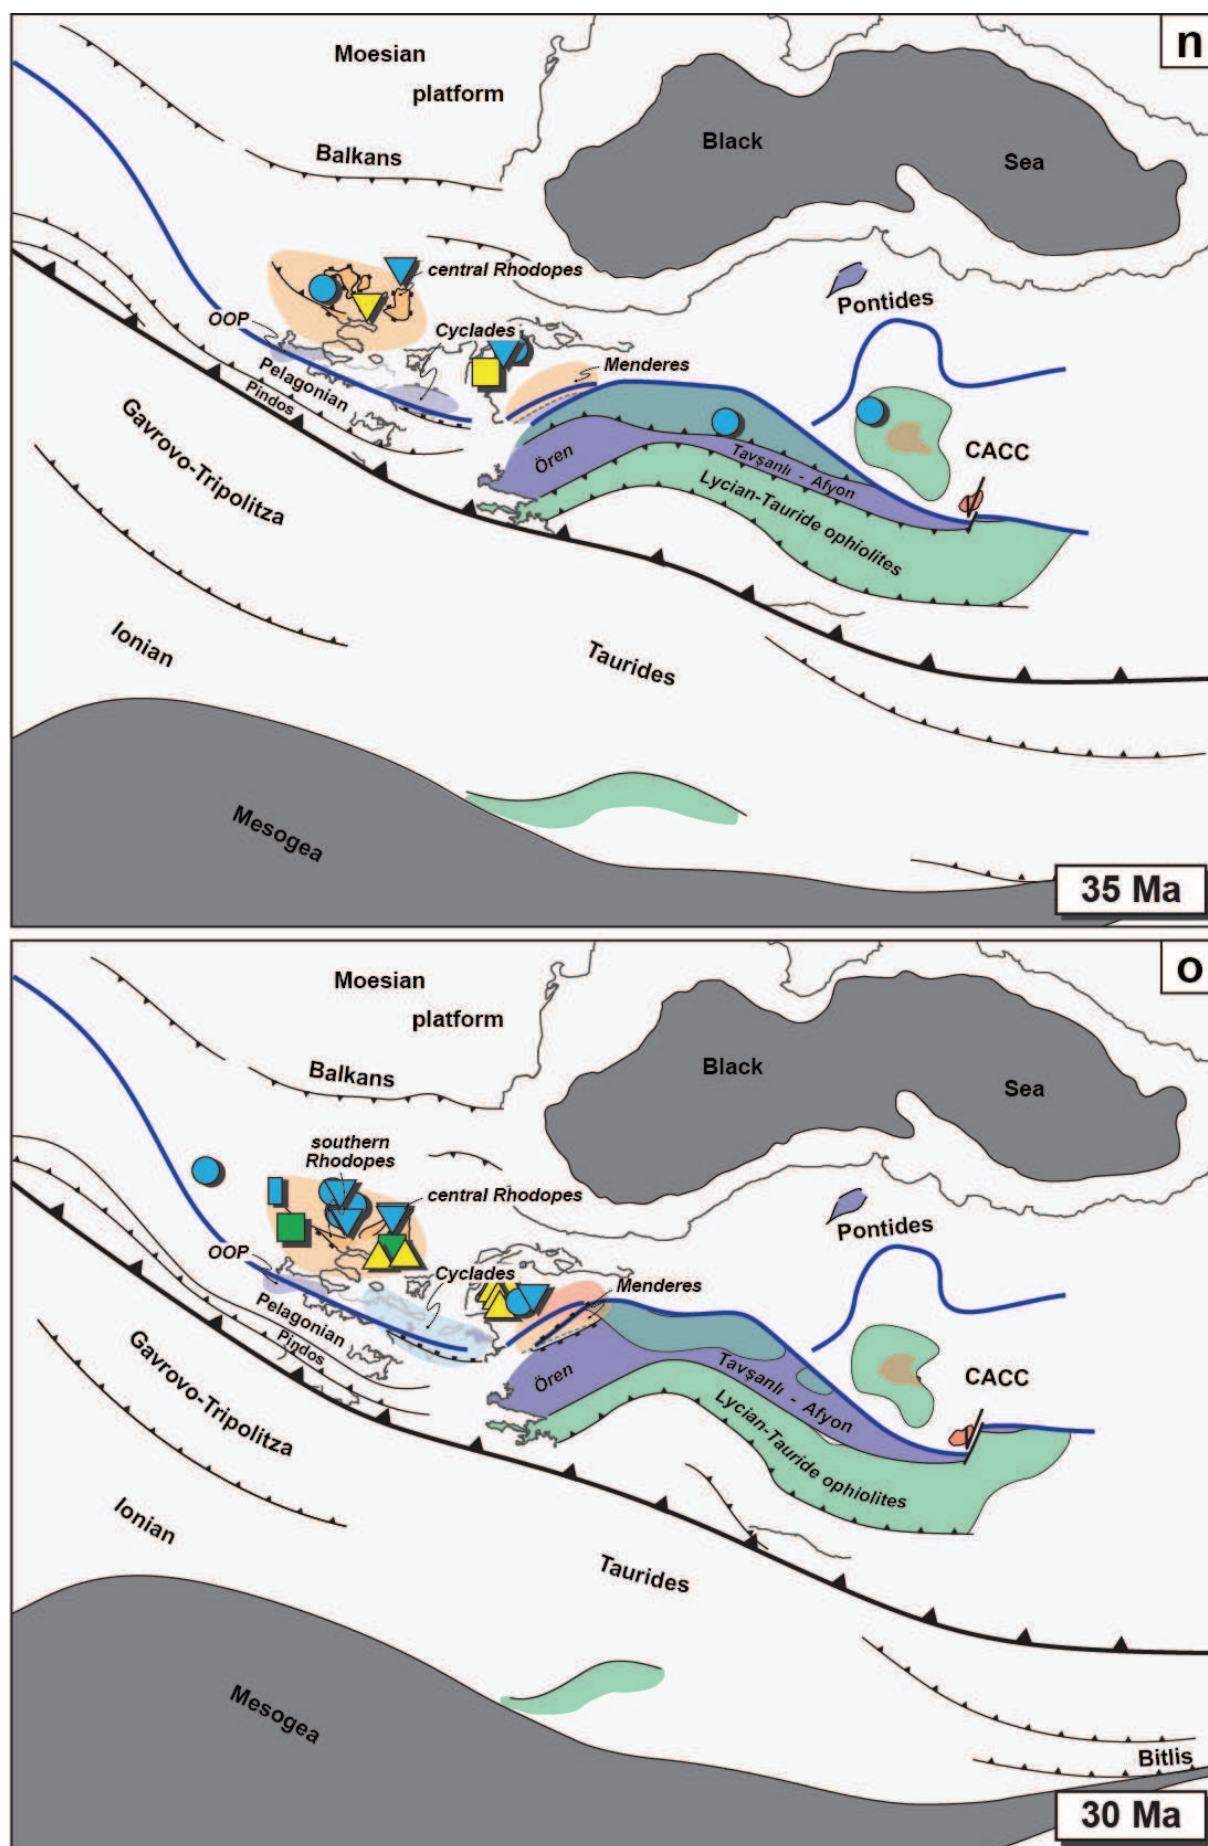 n
Moesian
platform
Black
Sea
Balkans
central Rhodopes
Pontides
OOP
Cyclades
Menderes
Pelagonian
Pindos
CACC
Gavrovo-Tripolitza
Ören
Tavşanlı - Afyon
Lycian-Tauride ophiolites
Ionian
Taurides
Mesogea
35 Ma
o
Moesian
platform
Black
Sea
Balkans
southern
Rhodopes
central Rhodopes
Pontides
OOP
Cyclades
Menderes
Pelagonian
Pindos
CACC
Gavrovo-Tripolitza
Ören
Tavşanlı - Afyon
Lycian-Tauride ophiolites
Ionian
Taurides
Mesogea
Bitlis
30 Ma